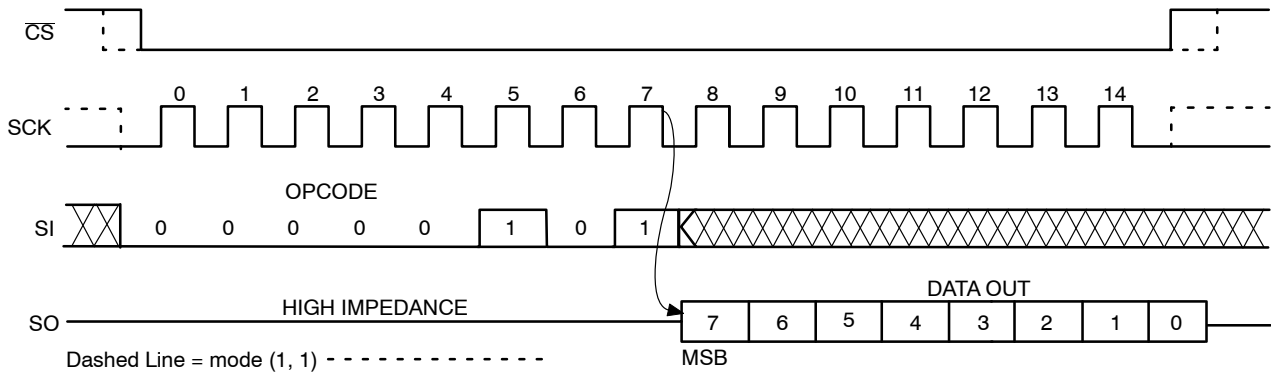 CS
0 1 2 3 4 5 6 7 8 9 10 11 12 13 14
SCK
OPCODE
SI 0 0 0 0 0 1 0 1
DATA OUT
HIGH IMPEDANCE
SO 7 6 5 4 3 2 1 0
Dashed Line = mode (1, 1) MSB